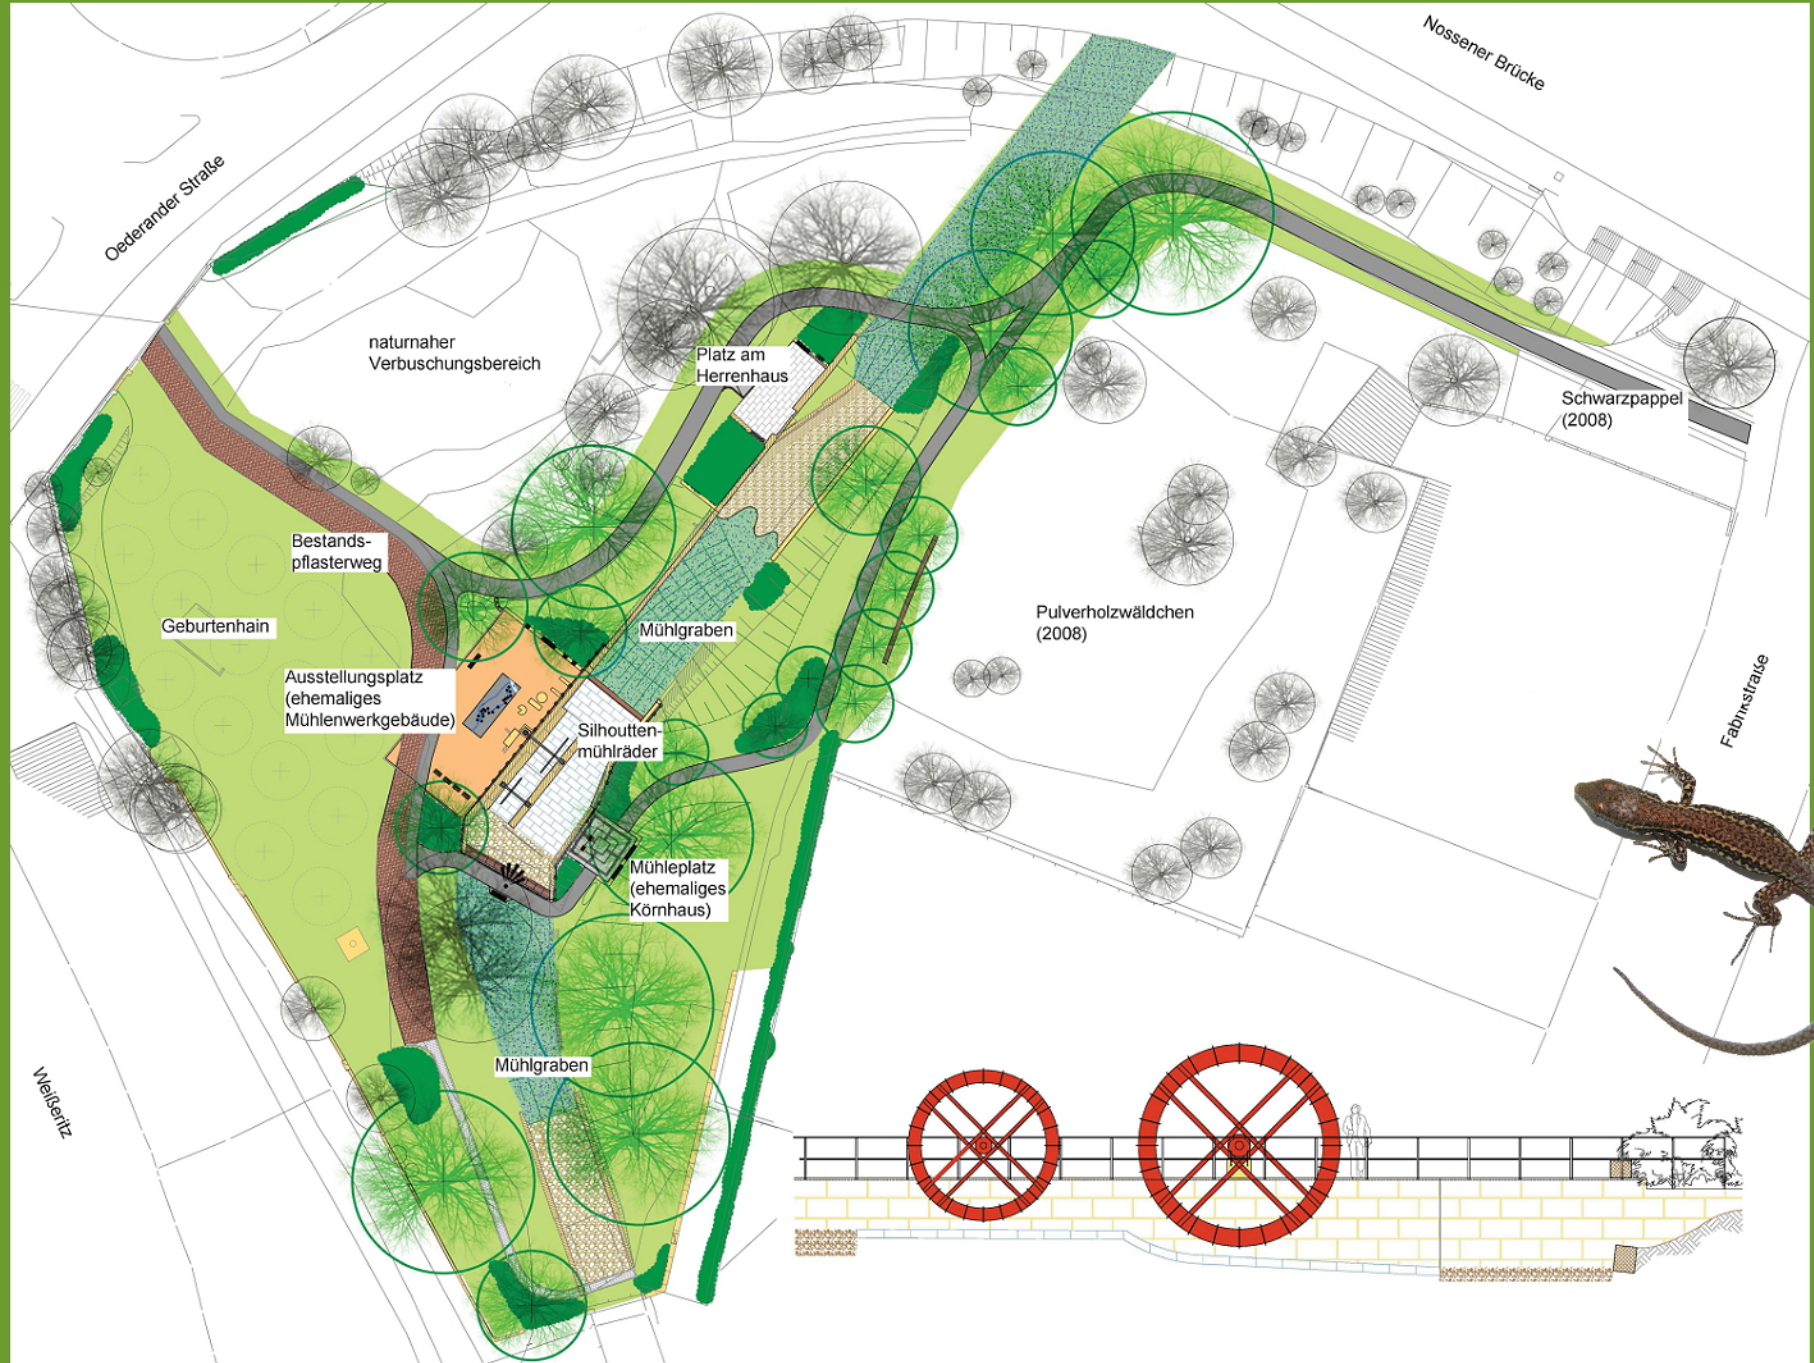 Nossener Brücke
Oederander Straße
naturnaher
Verbuschungsbereich
Platz am
Herrenhaus
Schwarzpappel
(2008)
Bestands-
pflasterweg
Geburtenhain
Mühlgraben
Pulverholzwäldchen
(2008)
Ausstellungsplatz
(ehemaliges
Mühlenwerkgebäude)
Silhoutten-
mühlräder
Fabrikstraße
Mühleplatz
(ehemaliges
Körnhaus)
Mühlgraben
Weißeritz